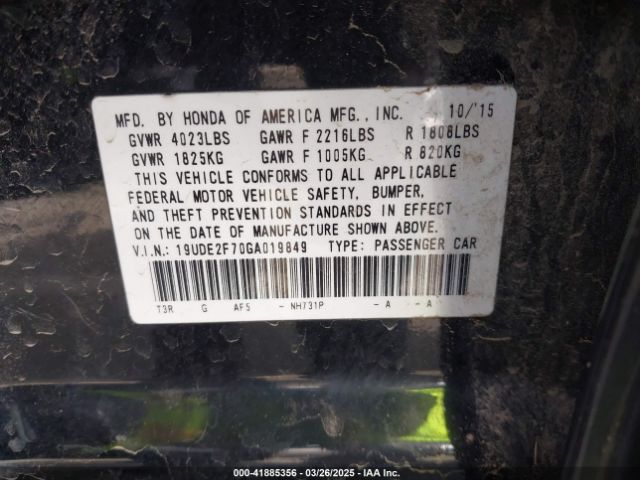 MFD. BY HONDA OF AMERICA MFG., INC. 10/'15
GVWR 4023LBS GAWR F 2216LBS R 1808LBS
GVWR 1825KG GAWR F 1005KG R 820KG
THIS VEHICLE CONFORMS TO ALL APPLICABLE
FEDERAL MOTOR VEHICLE SAFETY, BUMPER,
AND THEFT PREVENTION STANDARDS IN EFFECT
ON THE DATE OF MANUFACTURE SHOWN ABOVE.
V.I.N.: 19UDE2F70GA019849 TYPE: PASSENGER CAR
T3R G AF5 - NH731P - A - A
000-41885356 | 03/26/2025 | IAA Inc.